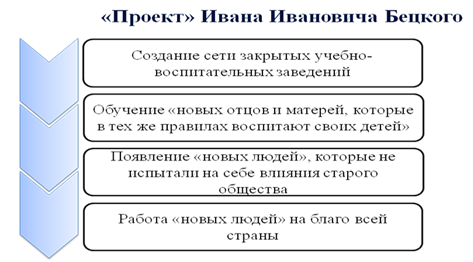 «Проект» Ивана Ивановича Бецкого
Создание сети закрытых учебно-
воспитательных заведений
Обучение «новых отцов и матерей, которые
в тех же правилах воспитают своих детей»
Появление «новых людей», которые не
испытали на себе влияния старого
общества
Работа «новых людей» на благо всей
страны